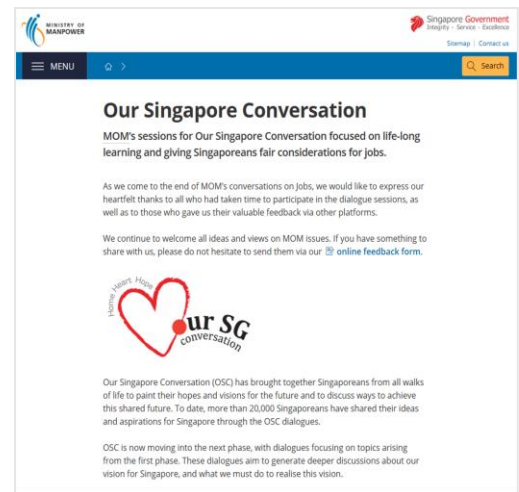 MINISTRY OF
MANPOWER
Singapore Government
Integrity · Service · Excellence
Sitemap | Contact us
MENU
Search
Our Singapore Conversation
MOM's sessions for Our Singapore Conversation focused on life-long
learning and giving Singaporeans fair considerations for jobs.
As we come to the end of MOM's conversations on Jobs, we would like to express our
heartfelt thanks to all who had taken time to participate in the dialogue sessions, as
well as to those who gave us their valuable feedback via other platforms.
We continue to welcome all ideas and views on MOM issues. If you have something to
share with us, please do not hesitate to send them via our online feedback form.
Home Heart Hope
Our SG
conversation
Our Singapore Conversation (OSC) has brought together Singaporeans from all walks
of life to paint their hopes and visions for the future and to discuss ways to achieve
this shared future. To date, more than 20,000 Singaporeans have shared their ideas
and aspirations for Singapore through the OSC dialogues.
OSC is now moving into the next phase, with dialogues focusing on topics arising
from the first phase. These dialogues aim to generate deeper discussions about our
vision for Singapore, and what we must do to realise this vision.